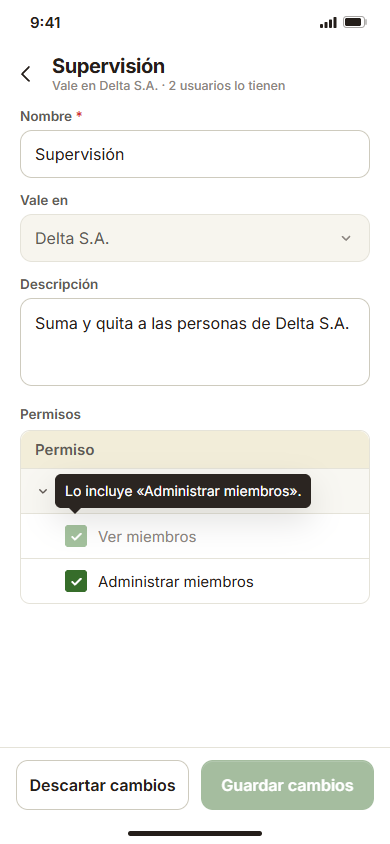 9:41
Supervisión
Vale en Delta S.A. · 2 usuarios lo tienen
Nombre *
Supervisión
Vale en
Delta S.A.
Descripción
Suma y quita a las personas de Delta S.A.
Permisos
Permiso
Lo incluye «Administrar miembros».
Ver miembros
Administrar miembros
Descartar cambios
Guardar cambios